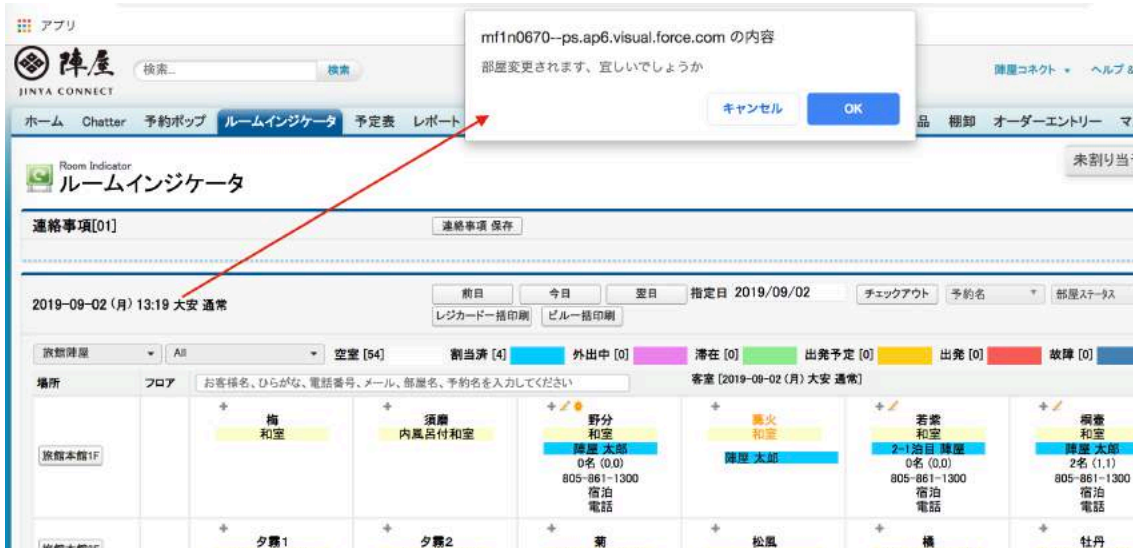 アプリ
mf1n0670--ps.ap6.visual.force.com の内容
部屋変更されます、宜しいでしょうか
キャンセル OK
陣屋
JINYA CONNECT
検索... 検索
陣屋コネクト ヘルプ &
ホーム Chatter 予約ポップ ルームインジケータ 予定表 レポート 品 棚卸 オーダーエントリー マ
Room Indicator
ルームインジケータ
未割り当
連絡事項[01] 連絡事項 保存
2019-09-02 (月) 13:19 大安 通常
前日 今日 翌日 指定日 2019/09/02 チェックアウト 予約名 部屋ステータス
レジカード一括印刷 ビル一括印刷
旅館陣屋 All 空室 [54] 割当済 [4] 外出中 [0] 滞在 [0] 出発予定 [0] 出発 [0] 故障 [0]
場所 フロア お客様名、ひらがな、電話番号、メール、部屋名、予約名を入力してください 客室 [2019-09-02 (月) 大安 通常]
旅館本館1F
梅
和室
須磨
内風呂付和室
野分
和室
陣屋 太郎
0名 (0,0)
805-861-1300
宿泊
電話
篝火
和室
陣屋 太郎
若紫
和室
2-1泊目 陣屋
0名 (0,0)
805-861-1300
宿泊
電話
桐壷
和室
陣屋 太郎
2名 (1,1)
805-861-1300
宿泊
電話
夕霧1 夕霧2 菊 松風 橘 牡丹